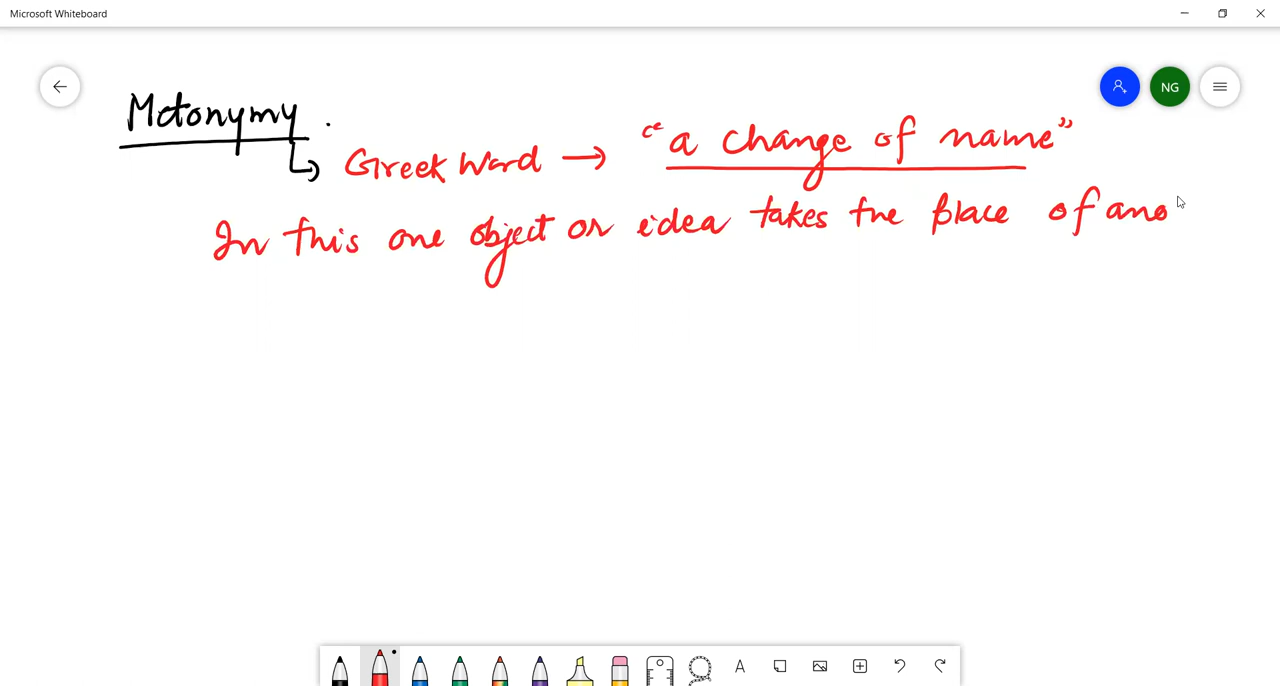 Microsoft Whiteboard
NG
Metonymy.
Greek Word → "a change of name"
In this one object or idea takes the place of ano
A